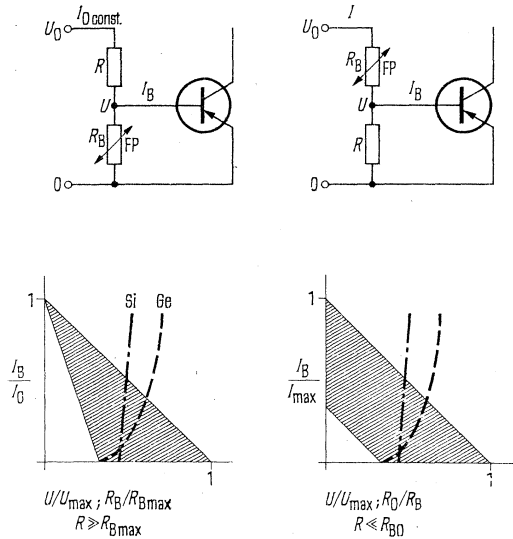 I0 const.
U0
R
U
IB
RB
FP
0
I
U0
RB
FP
IB
U
R
0
1
Si
Ge
IB/I0
1
U/Umax ; RB/RBmax
R ≫ RBmax
1
IB/Imax
1
U/Umax ; R0/RB
R ≪ RB0